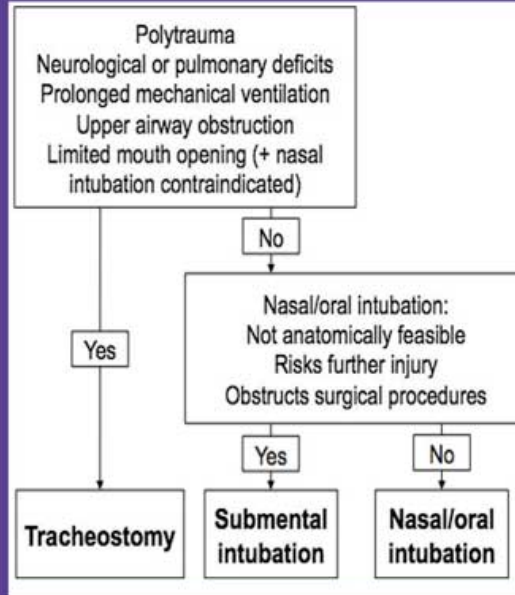 Polytrauma
Neurological or pulmonary deficits
Prolonged mechanical ventilation
Upper airway obstruction
Limited mouth opening (+ nasal
intubation contraindicated)
No
Nasal/oral intubation:
Not anatomically feasible
Risks further injury
Obstructs surgical procedures
Yes
Yes
No
Tracheostomy
Submental
intubation
Nasal/oral
intubation